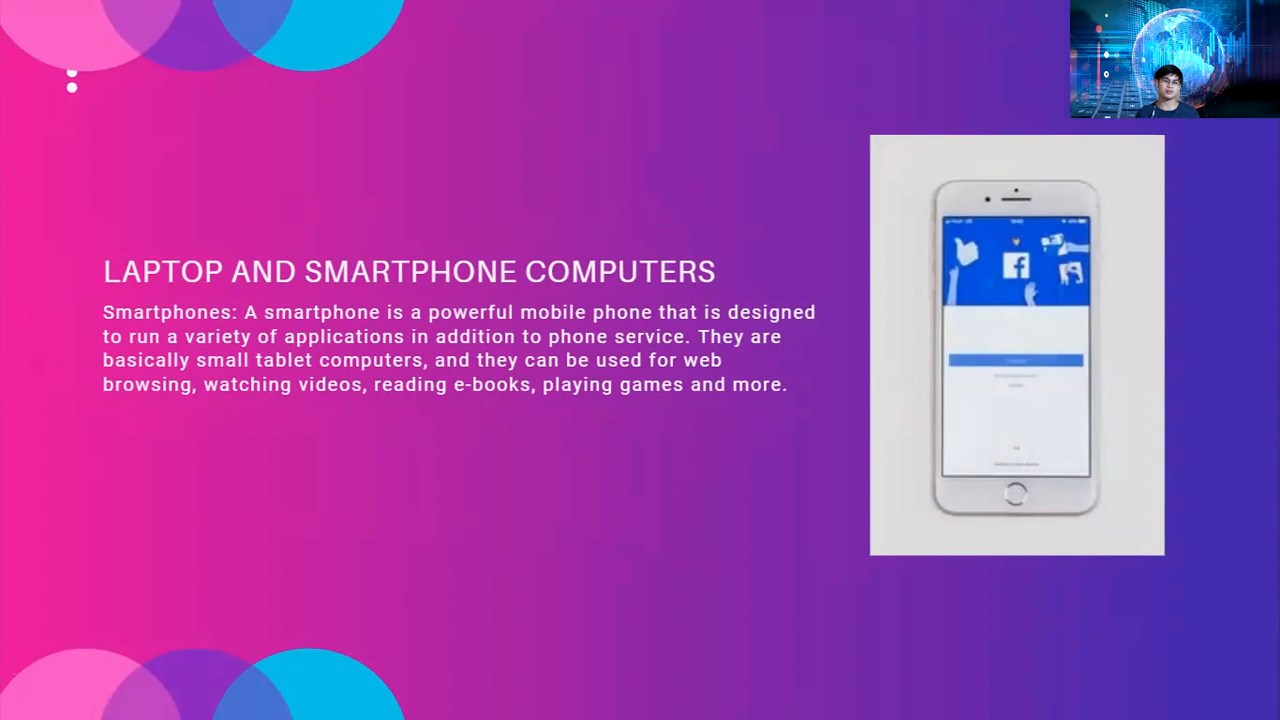 LAPTOP AND SMARTPHONE COMPUTERS
Smartphones: A smartphone is a powerful mobile phone that is designed
to run a variety of applications in addition to phone service. They are
basically small tablet computers, and they can be used for web
browsing, watching videos, reading e-books, playing games and more.